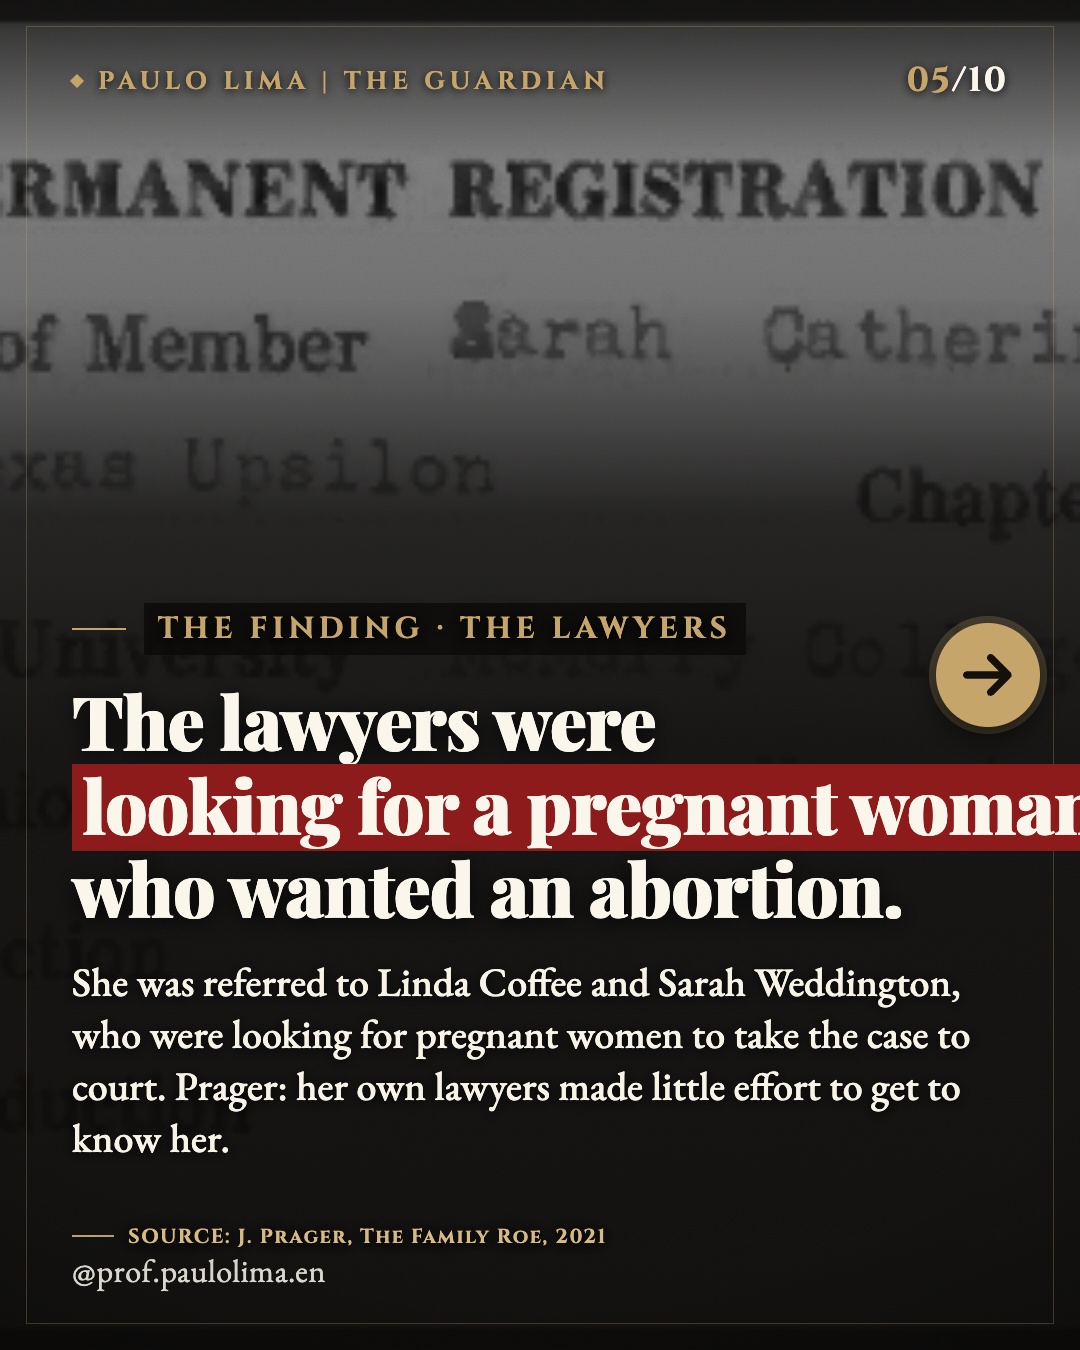 PAULO LIMA | THE GUARDIAN
05/10
RMANENT REGISTRATION
of Member Sarah Catherin
exas Upsilon
Chapte
University
THE FINDING · THE LAWYERS
The lawyers were
looking for a pregnant woman
who wanted an abortion.
She was referred to Linda Coffee and Sarah Weddington,
who were looking for pregnant women to take the case to
court. Prager: her own lawyers made little effort to get to
know her.
SOURCE: J. PRAGER, THE FAMILY ROE, 2021
@prof.paulolima.en